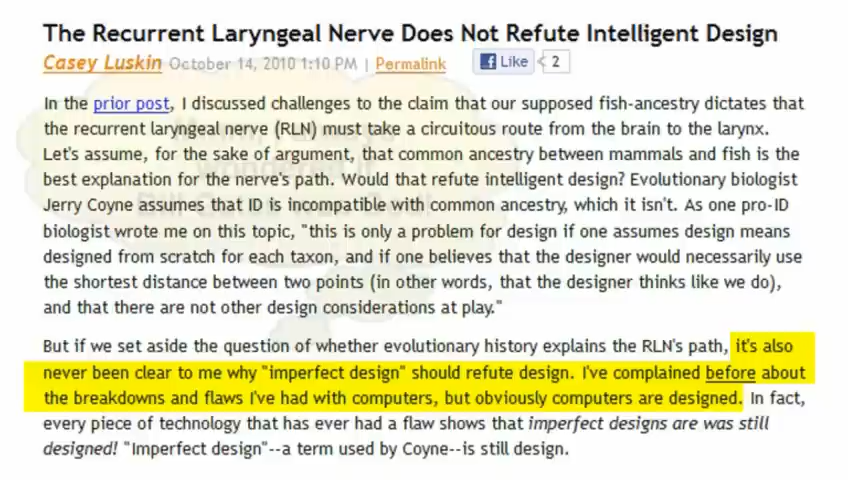 The Recurrent Laryngeal Nerve Does Not Refute Intelligent Design
Casey Luskin October 14, 2010 1:10 PM | Permalink Like 2
In the prior post, I discussed challenges to the claim that our supposed fish-ancestry dictates that
the recurrent laryngeal nerve (RLN) must take a circuitous route from the brain to the larynx.
Let's assume, for the sake of argument, that common ancestry between mammals and fish is the
best explanation for the nerve's path. Would that refute intelligent design? Evolutionary biologist
Jerry Coyne assumes that ID is incompatible with common ancestry, which it isn't. As one pro-ID
biologist wrote me on this topic, "this is only a problem for design if one assumes design means
designed from scratch for each taxon, and if one believes that the designer would necessarily use
the shortest distance between two points (in other words, that the designer thinks like we do),
and that there are not other design considerations at play."
But if we set aside the question of whether evolutionary history explains the RLN's path, it's also
never been clear to me why "imperfect design" should refute design. I've complained before about
the breakdowns and flaws I've had with computers, but obviously computers are designed. In fact,
every piece of technology that has ever had a flaw shows that imperfect designs are was still
designed! "Imperfect design"--a term used by Coyne--is still design.